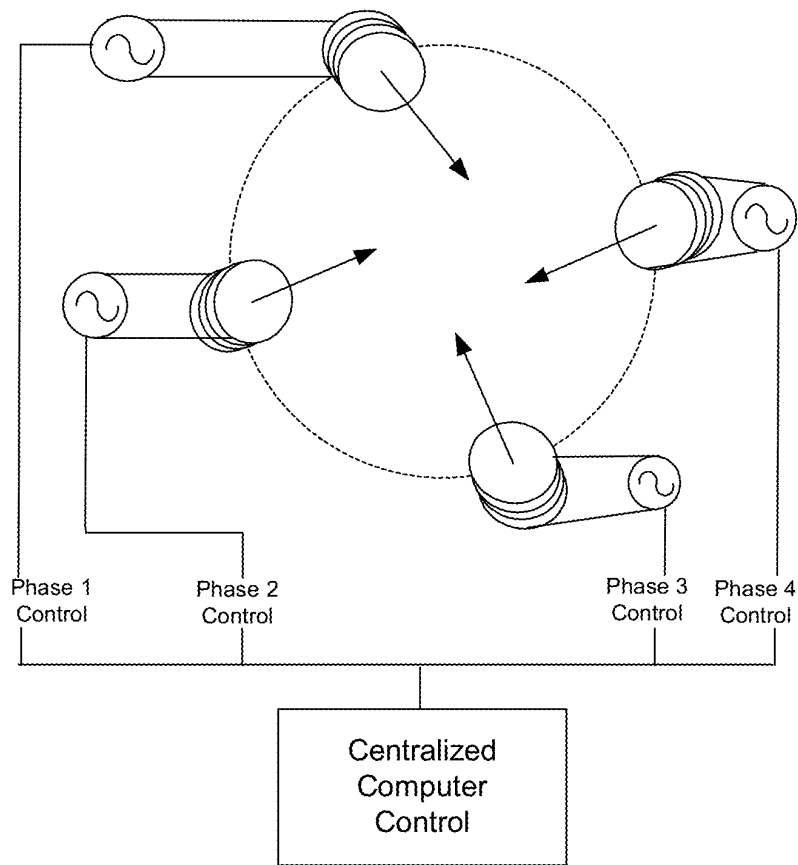 Phase 1
Control
Phase 2
Control
Phase 3
Control
Phase 4
Control
Centralized
Computer
Control